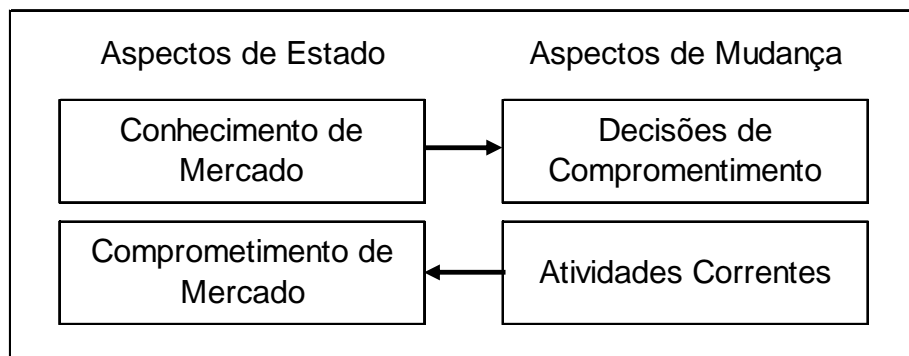 Aspectos de Estado
Aspectos de Mudança
Conhecimento de
Mercado
Decisões de
Compromentimento
Comprometimento de
Mercado
Atividades Correntes